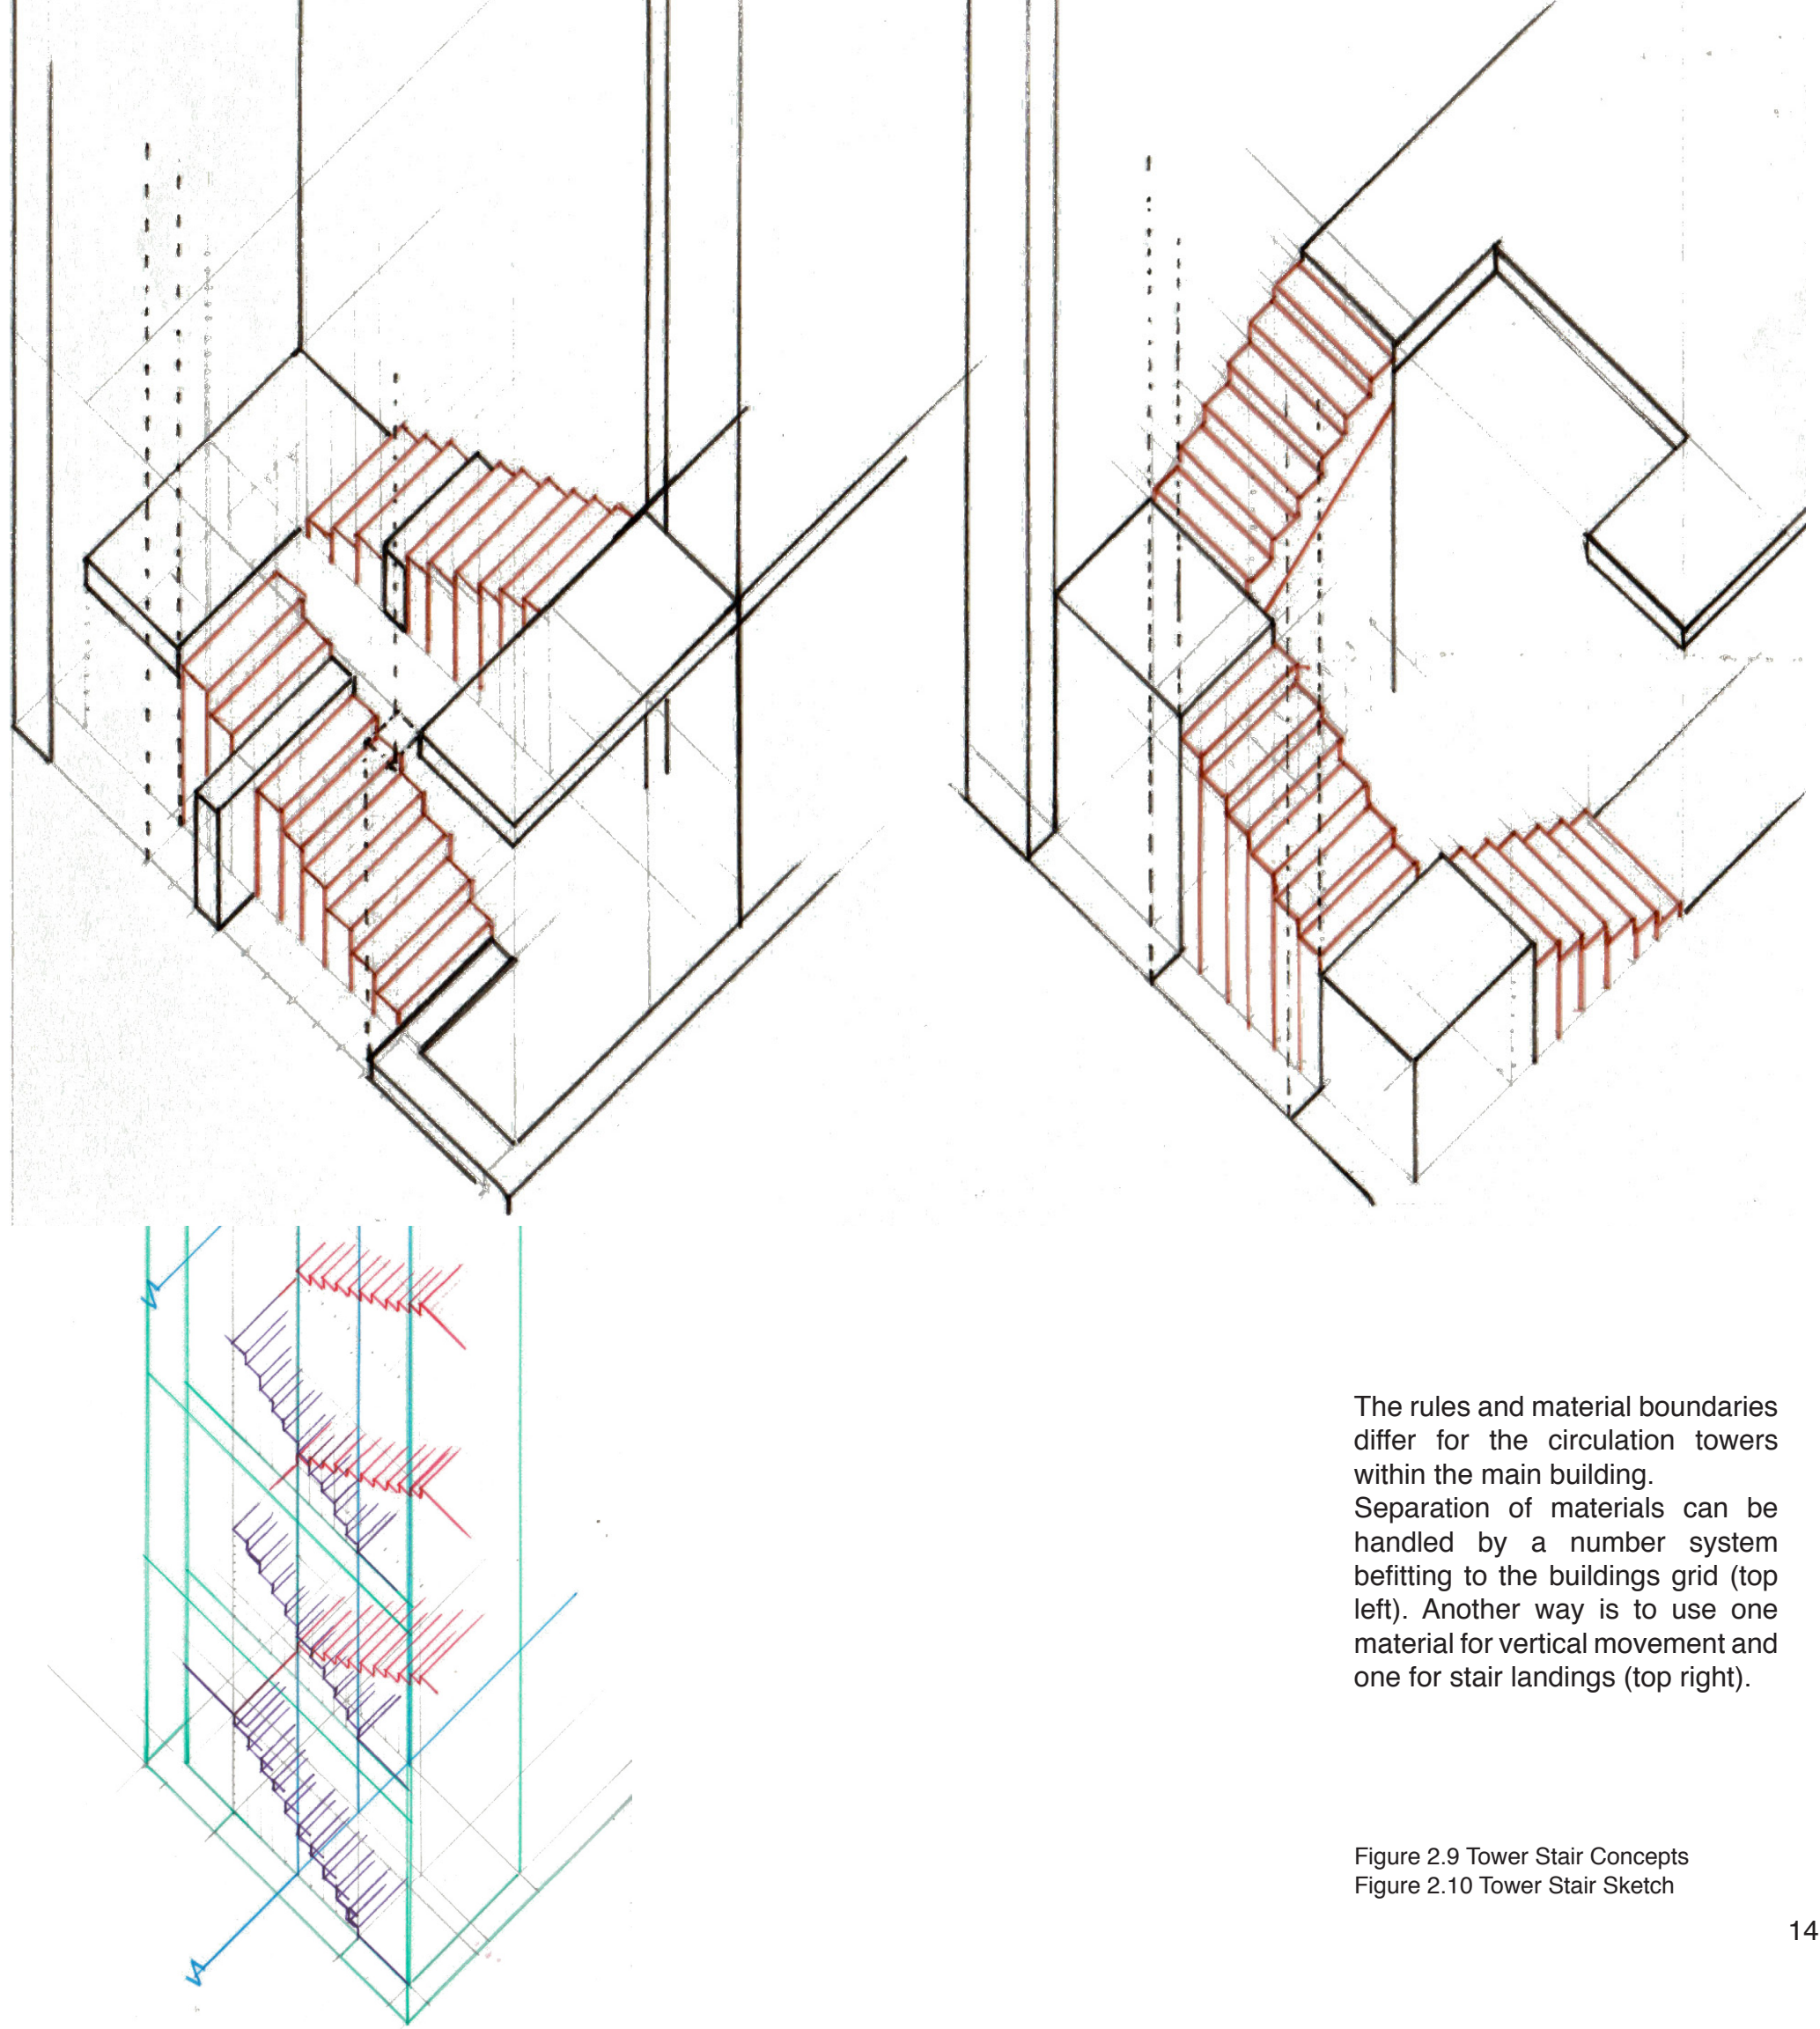 The rules and material boundaries
differ for the circulation towers
within the main building.
Separation of materials can be
handled by a number system
befitting to the buildings grid (top
left). Another way is to use one
material for vertical movement and
one for stair landings (top right).
Figure 2.9 Tower Stair Concepts
Figure 2.10 Tower Stair Sketch
14